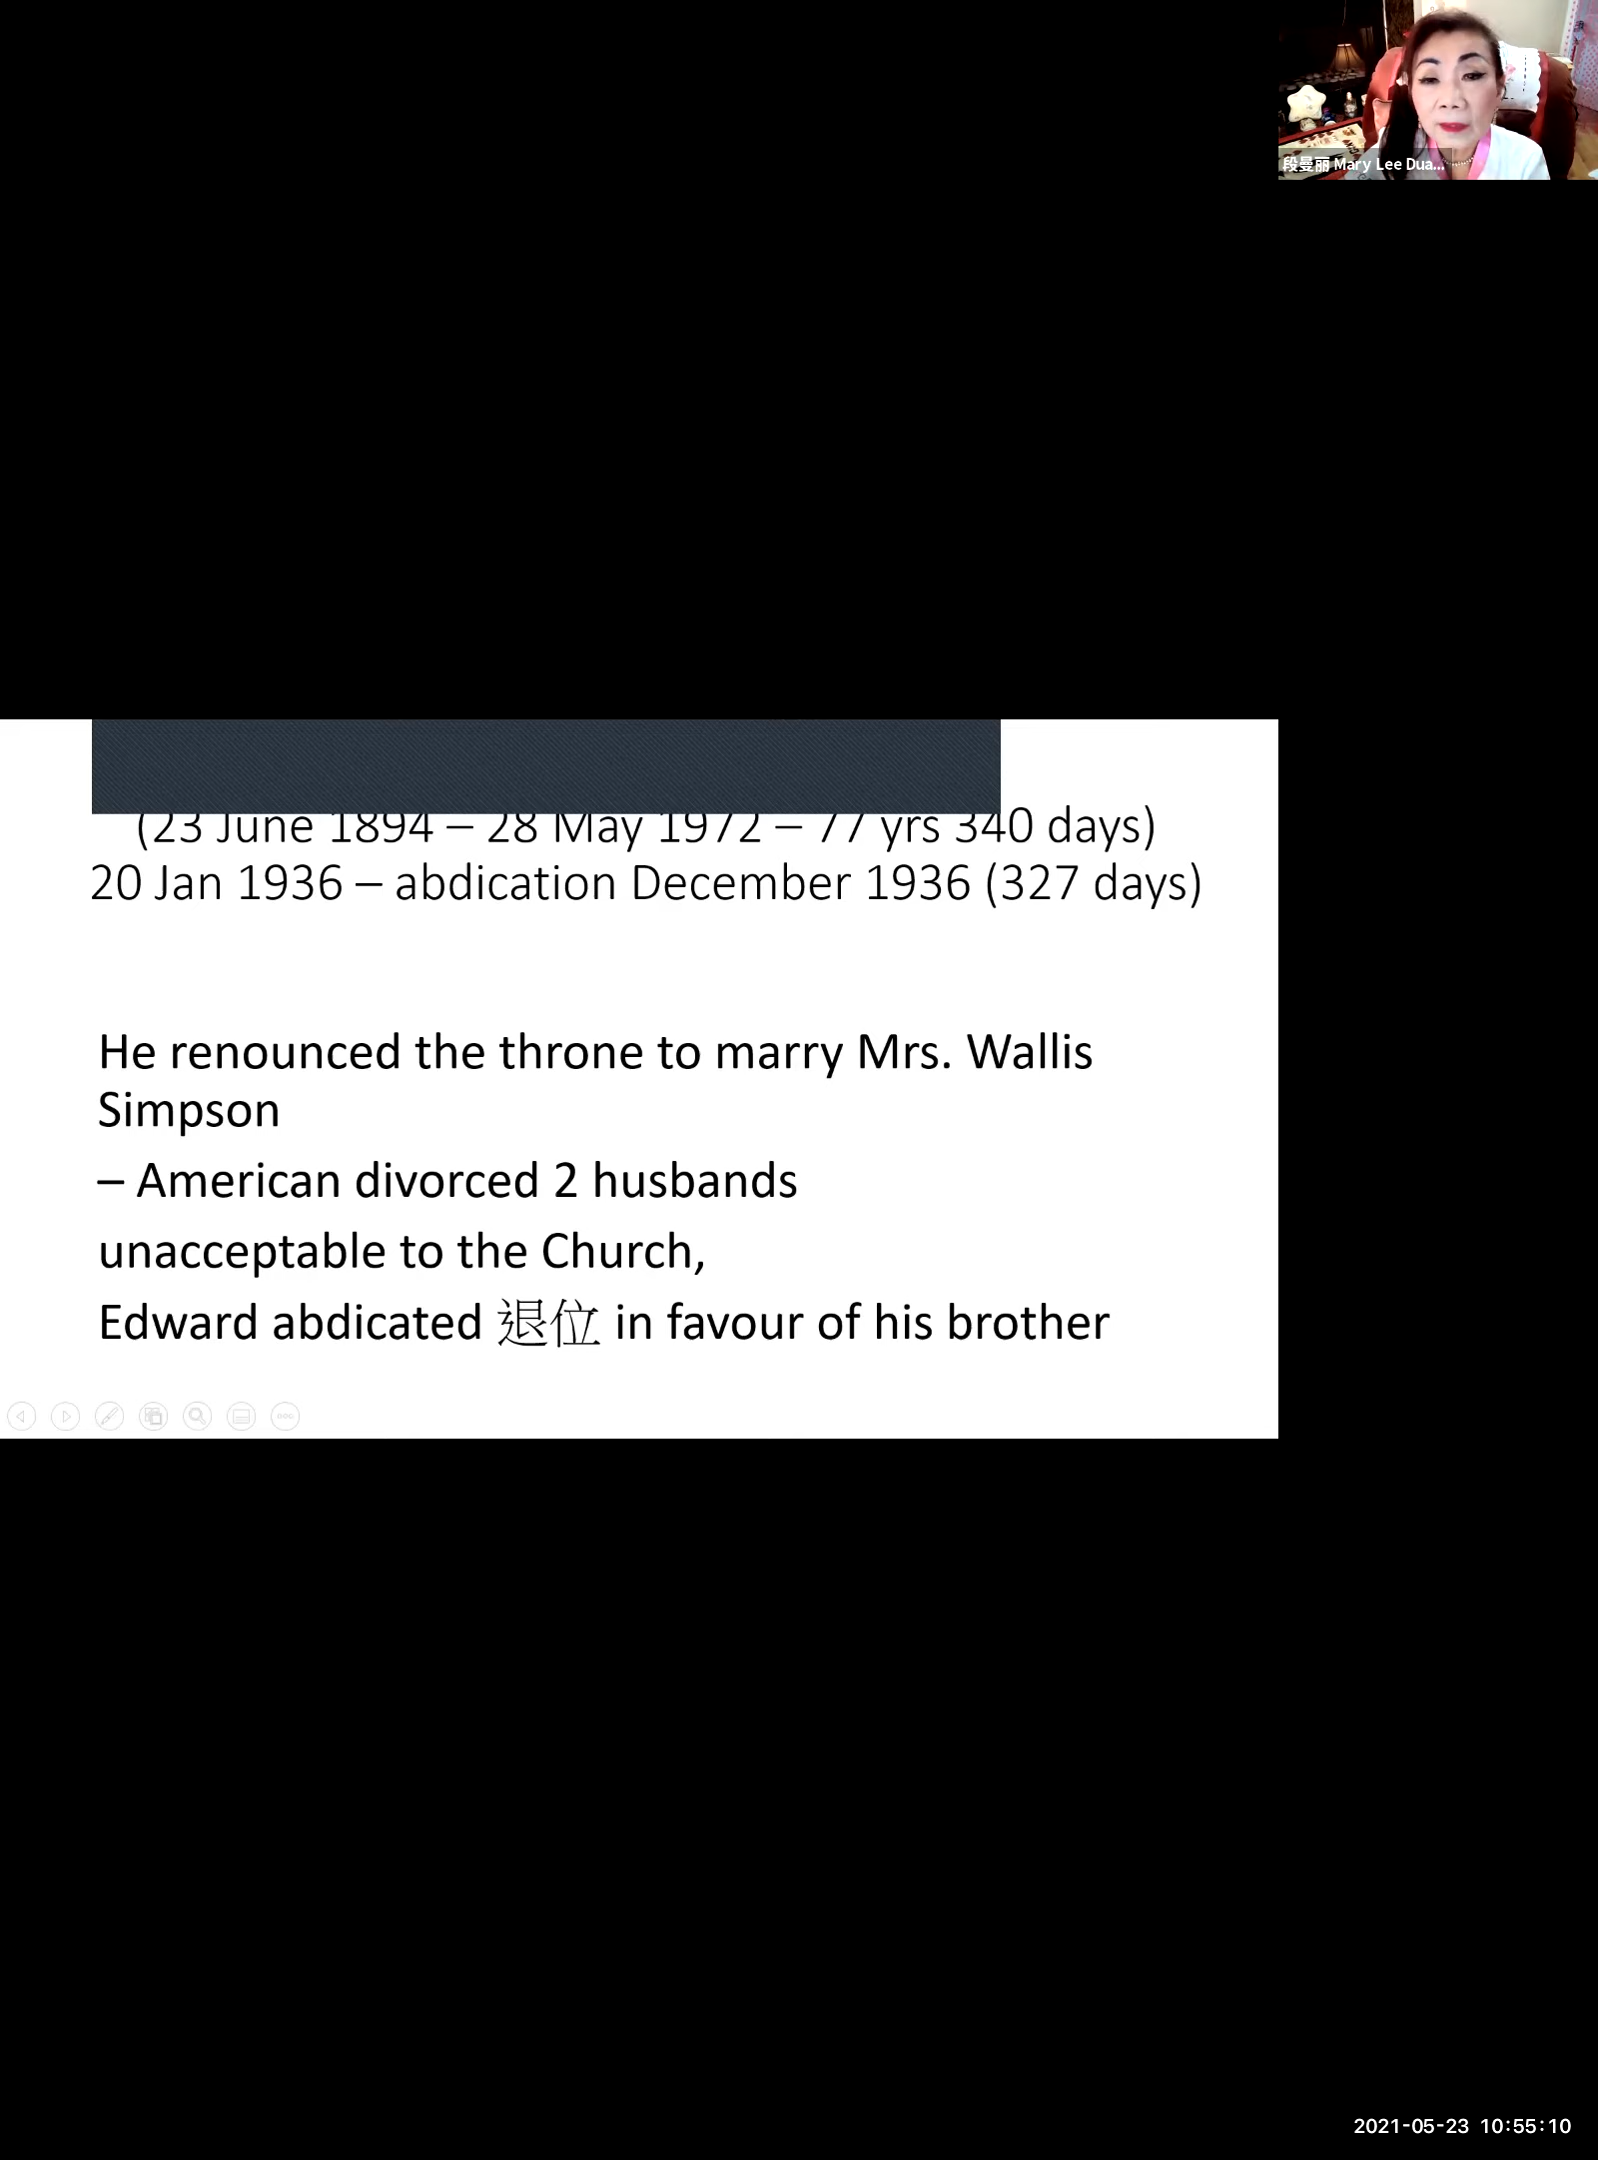 段曼丽 Mary Lee Dua...
(23 June 1894 – 28 May 1972 – 77 yrs 340 days)
20 Jan 1936 – abdication December 1936 (327 days)
He renounced the throne to marry Mrs. Wallis
Simpson
– American divorced 2 husbands
unacceptable to the Church,
Edward abdicated 退位 in favour of his brother
2021-05-23 10:55:10